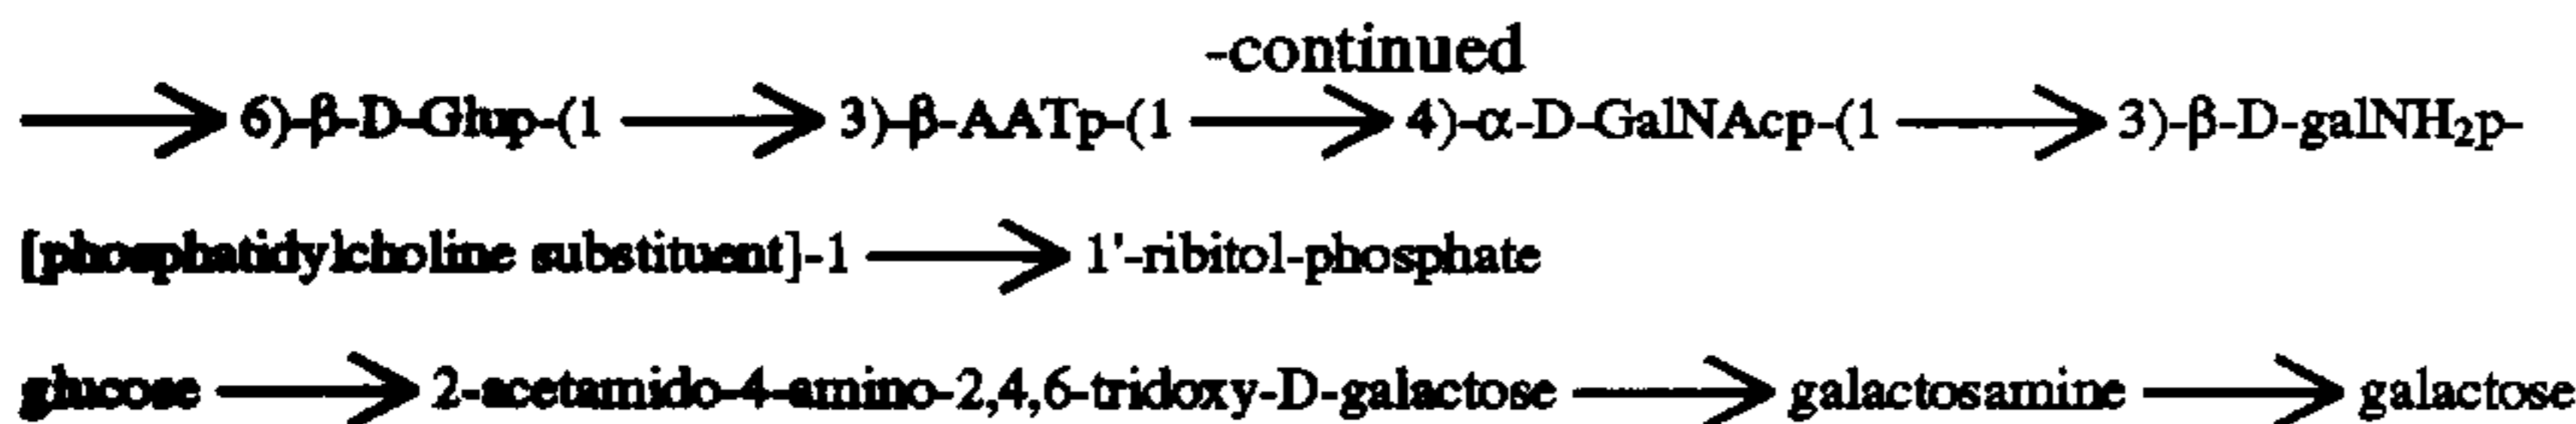 -continued
⟶ 6)-β-D-Glup-(1 ⟶ 3)-β-AATp-(1 ⟶ 4)-α-D-GalNAcp-(1 ⟶ 3)-β-D-galNH₂p-
[phosphatidylcholine substituent]-1 ⟶ 1'-ribitol-phosphate
glucose ⟶ 2-acetamido-4-amino-2,4,6-tridoxy-D-galactose ⟶ galactosamine ⟶ galactose